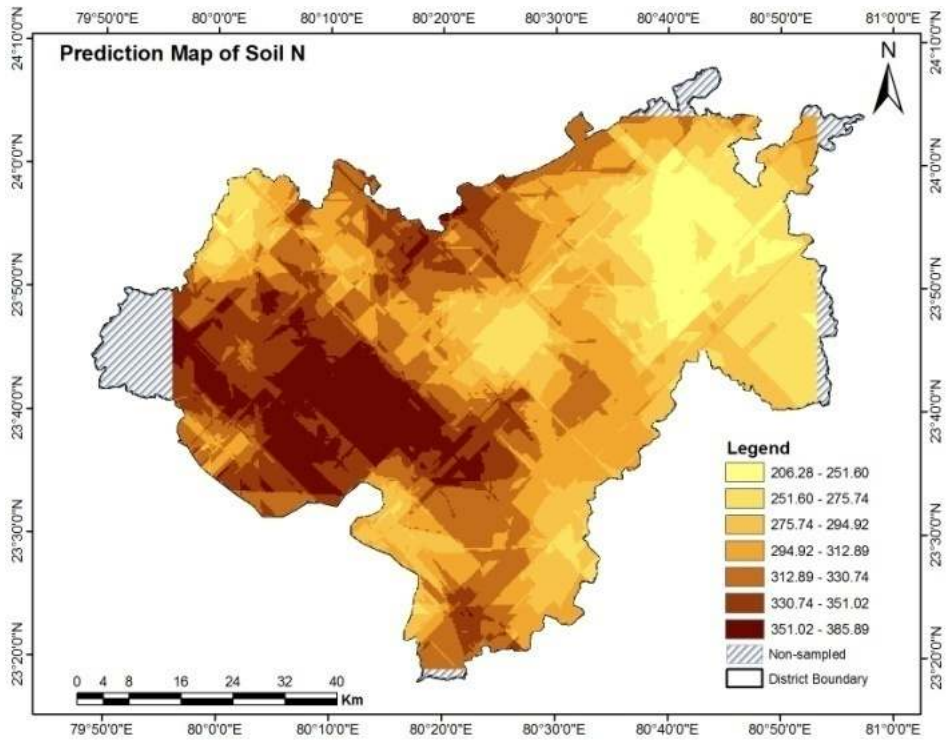 79°50'0"E 80°0'0"E 80°10'0"E 80°20'0"E 80°30'0"E 80°40'0"E 80°50'0"E 81°0'0"E
Prediction Map of Soil N
N
24°10'0"N
24°0'0"N
23°50'0"N
23°40'0"N
23°30'0"N
23°20'0"N
24°10'0"N
24°0'0"N
23°50'0"N
23°40'0"N
23°30'0"N
23°20'0"N
Legend
206.28 - 251.60
251.60 - 275.74
275.74 - 294.92
294.92 - 312.89
312.89 - 330.74
330.74 - 351.02
351.02 - 385.89
Non-sampled
District Boundary
0 4 8 16 24 32 40
Km
79°50'0"E 80°0'0"E 80°10'0"E 80°20'0"E 80°30'0"E 80°40'0"E 80°50'0"E 81°0'0"E